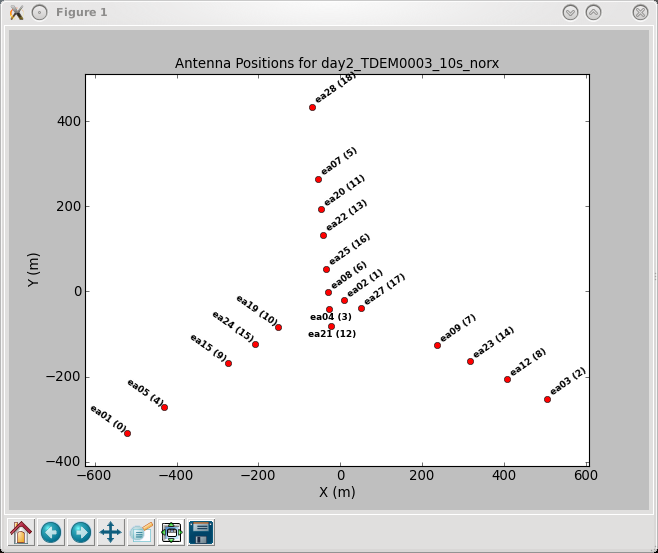 Figure 1
Antenna Positions for day2_TDEM0003_10s_norx
ea28 (18)
ea07 (5)
ea20 (11)
ea22 (13)
ea25 (16)
ea08 (6)
ea02 (1)
ea27 (17)
ea04 (3)
ea21 (12)
ea19 (10)
ea24 (15)
ea15 (9)
ea05 (4)
ea01 (0)
ea09 (7)
ea23 (14)
ea12 (8)
ea03 (2)
400
200
0
−200
−400
Y (m)
−600 −400 −200 0 200 400 600
X (m)